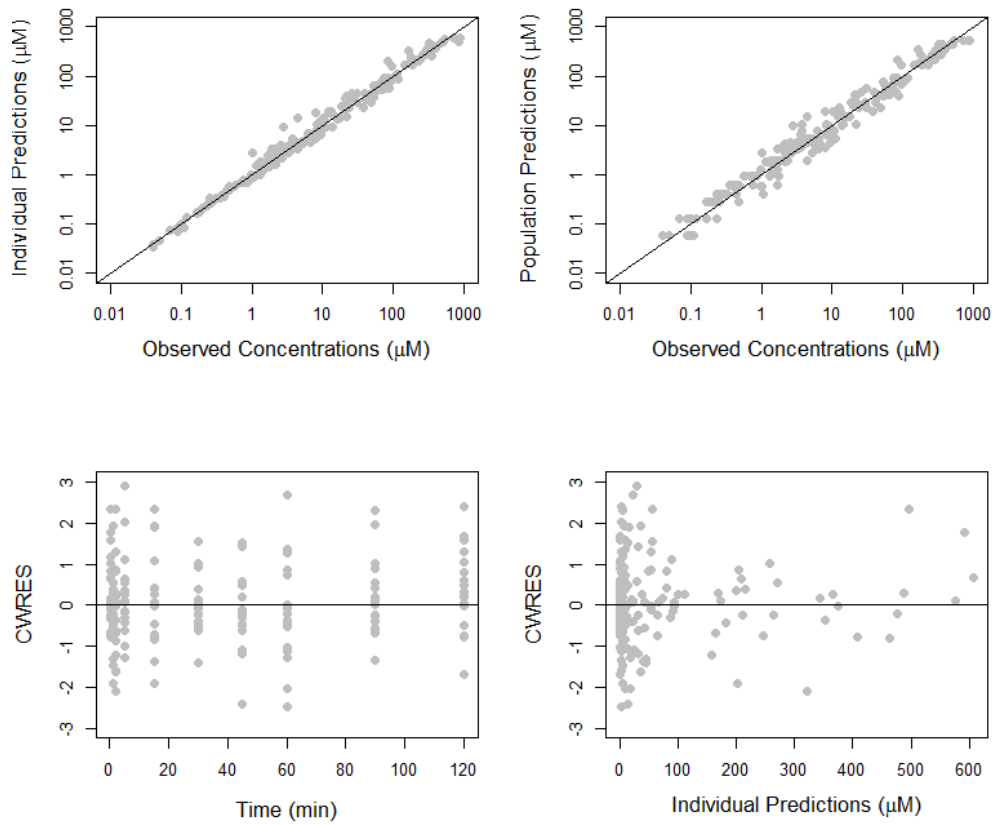 Individual Predictions (μM)
1000
100
10
1
0.1
0.01
0.01 0.1 1 10 100 1000
Observed Concentrations (μM)
Population Predictions (μM)
1000
100
10
1
0.1
0.01
0.01 0.1 1 10 100 1000
Observed Concentrations (μM)
CWRES
3
2
1
0
-1
-2
-3
0 20 40 60 80 100 120
Time (min)
CWRES
3
2
1
0
-1
-2
-3
0 100 200 300 400 500 600
Individual Predictions (μM)